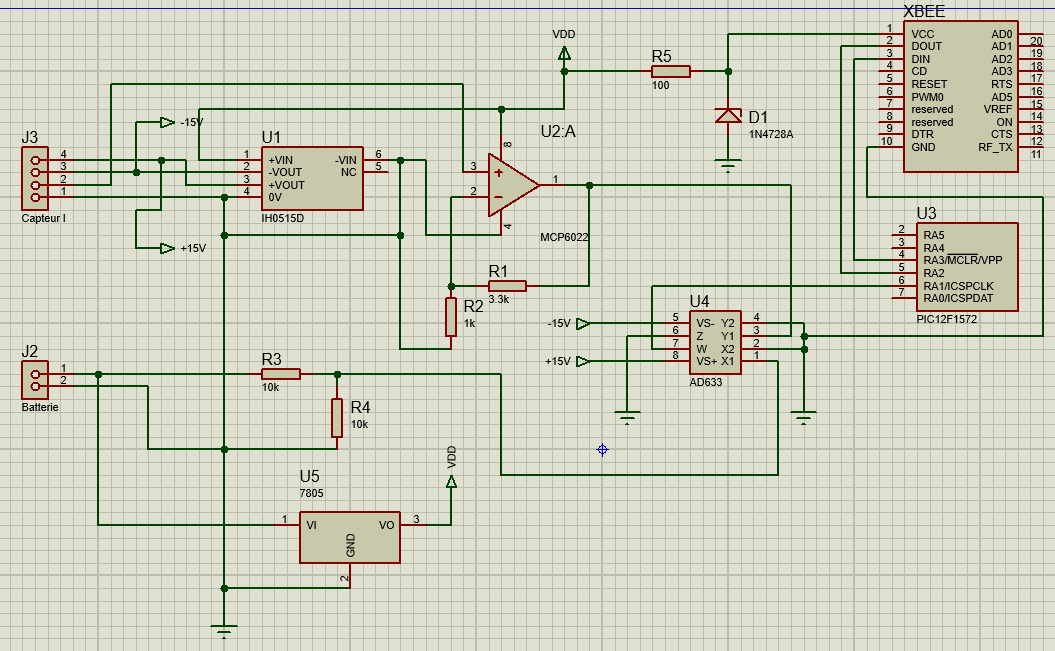 XBEE
1 VCC AD0 20
2 DOUT AD1 19
3 DIN AD2 18
4 CD AD3 17
5 RESET RTS 16
6 PWM0 AD5 15
7 reserved VREF 14
8 reserved ON 13
9 DTR CTS 12
10 GND RF_TX 11
VDD
R5
100
D1
1N4728A
-15V
J3
4
3
2
1
Capteur I
U1
1 +VIN -VIN 6
2 -VOUT NC 5
3 +VOUT
4 0V
IH0515D
+15V
U2:A
8
3 +
2 -
1
4
MCP6022
R1
3.3k
R2
1k
U3
2 RA5
3 RA4
4 RA3/MCLR/VPP
5 RA2
6 RA1/ICSPCLK
7 RA0/ICSPDAT
PIC12F1572
U4
-15V 5 VS- Y2 4
6 Z Y1 3
7 W X2 2
+15V 8 VS+ X1 1
AD633
J2
1
2
Batterie
R3
10k
R4
10k
VDD
U5
7805
1 VI VO 3
GND
2